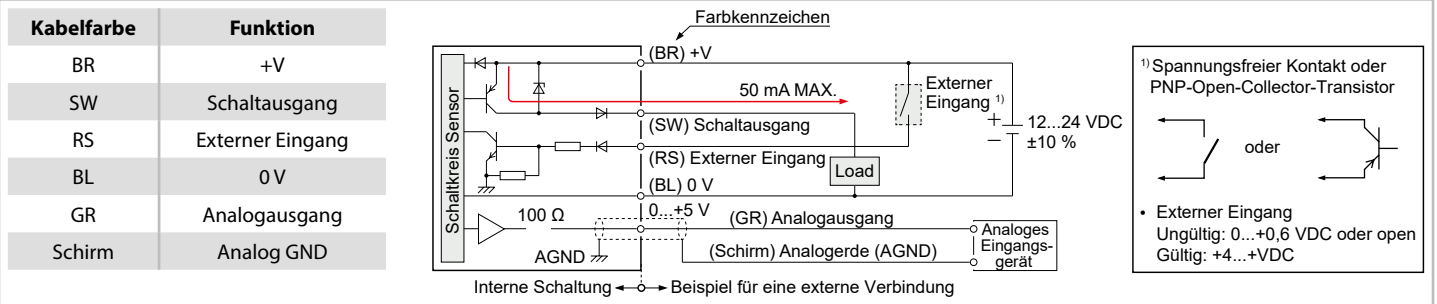 Kabelfarbe Funktion
BR +V
SW Schaltausgang
RS Externer Eingang
BL 0 V
GR Analogausgang
Schirm Analog GND
Farbkennzeichen
Schaltkreis Sensor
(BR) +V
50 mA MAX.
(SW) Schaltausgang
(RS) Externer Eingang
(BL) 0 V
Externer
Eingang 1)
Load
+
−
12...24 VDC
±10 %
100 Ω
0...+5 V
(GR) Analogausgang
AGND
(Schirm) Analogerde (AGND)
Analoges
Eingangs-
gerät
Interne Schaltung
Beispiel für eine externe Verbindung
1) Spannungsfreier Kontakt oder
PNP-Open-Collector-Transistor
oder
• Externer Eingang
Ungültig: 0...+0,6 VDC oder open
Gültig: +4...+VDC